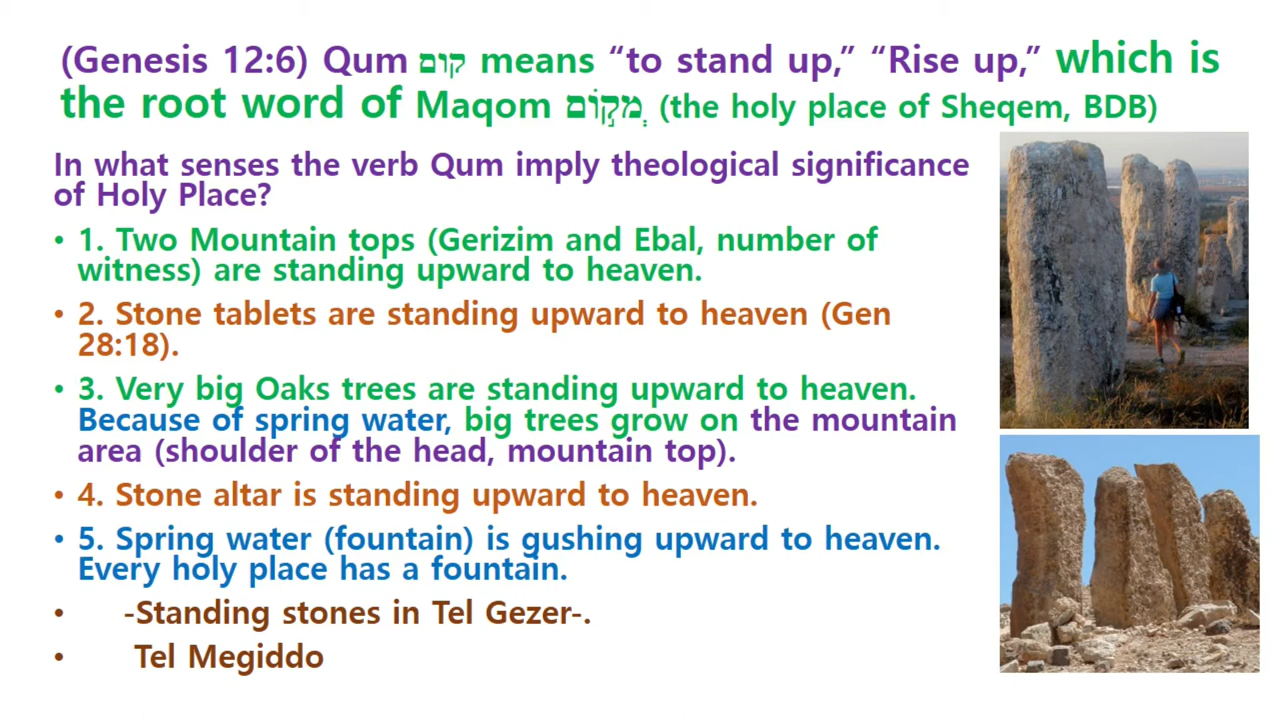 (Genesis 12:6) Qum קום means “to stand up,” “Rise up,” which is
the root word of Maqom מְקֹוֹם (the holy place of Sheqem, BDB)
In what senses the verb Qum imply theological significance
of Holy Place?
• 1. Two Mountain tops (Gerizim and Ebal, number of
witness) are standing upward to heaven.
• 2. Stone tablets are standing upward to heaven (Gen
28:18).
• 3. Very big Oaks trees are standing upward to heaven.
Because of spring water, big trees grow on the mountain
area (shoulder of the head, mountain top).
• 4. Stone altar is standing upward to heaven.
• 5. Spring water (fountain) is gushing upward to heaven.
Every holy place has a fountain.
• -Standing stones in Tel Gezer-.
• Tel Megiddo